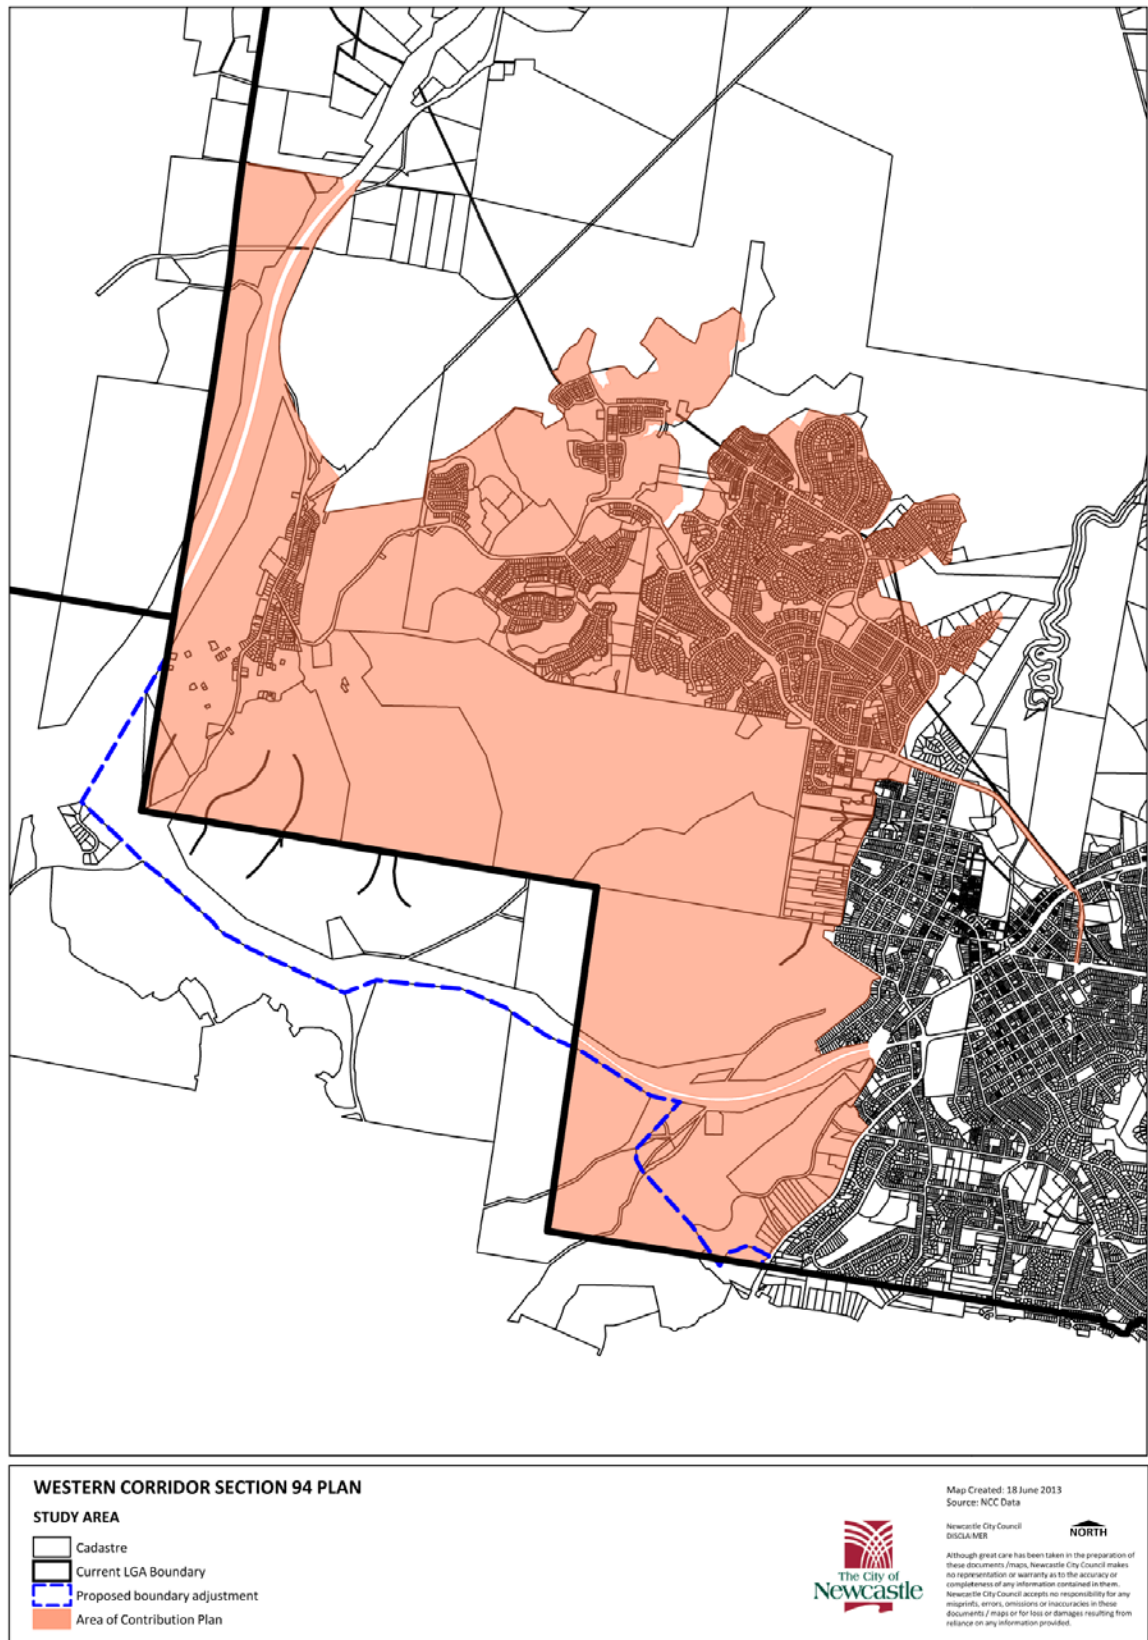 WESTERN CORRIDOR SECTION 94 PLAN
STUDY AREA
Cadastre
Current LGA Boundary
Proposed boundary adjustment
Area of Contribution Plan
The City of
Newcastle
Map Created: 18 June 2013
Source: NCC Data
Newcastle City Council
DISCLAIMER
NORTH
Although great care has been taken in the preparation of
these documents /maps, Newcastle City Council makes
no representation or warranty as to the accuracy or
completeness of any information contained in them.
Newcastle City Council accepts no responsibility for any
misprints, errors, omissions or inaccuracies in these
documents / maps or for loss or damages resulting from
reliance on any information provided.